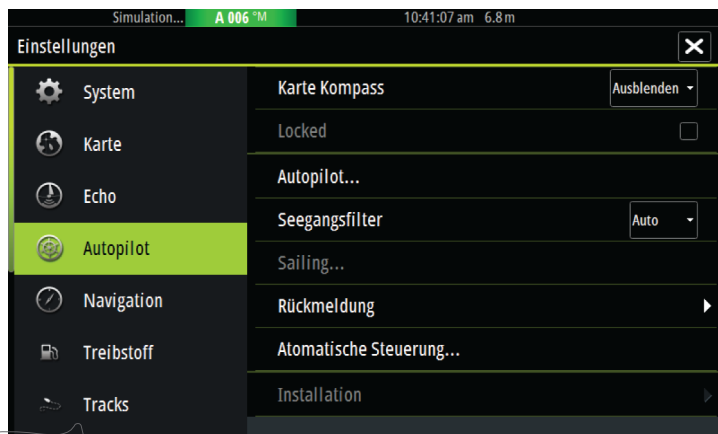 Simulation... A 006 °M 10:41:07 am 6.8 m
Einstellungen
System
Karte
Echo
Autopilot
Navigation
Treibstoff
Tracks
Karte Kompass Ausblenden
Locked
Autopilot...
Seegangsfilter Auto
Sailing...
Rückmeldung
Atomatische Steuerung...
Installation